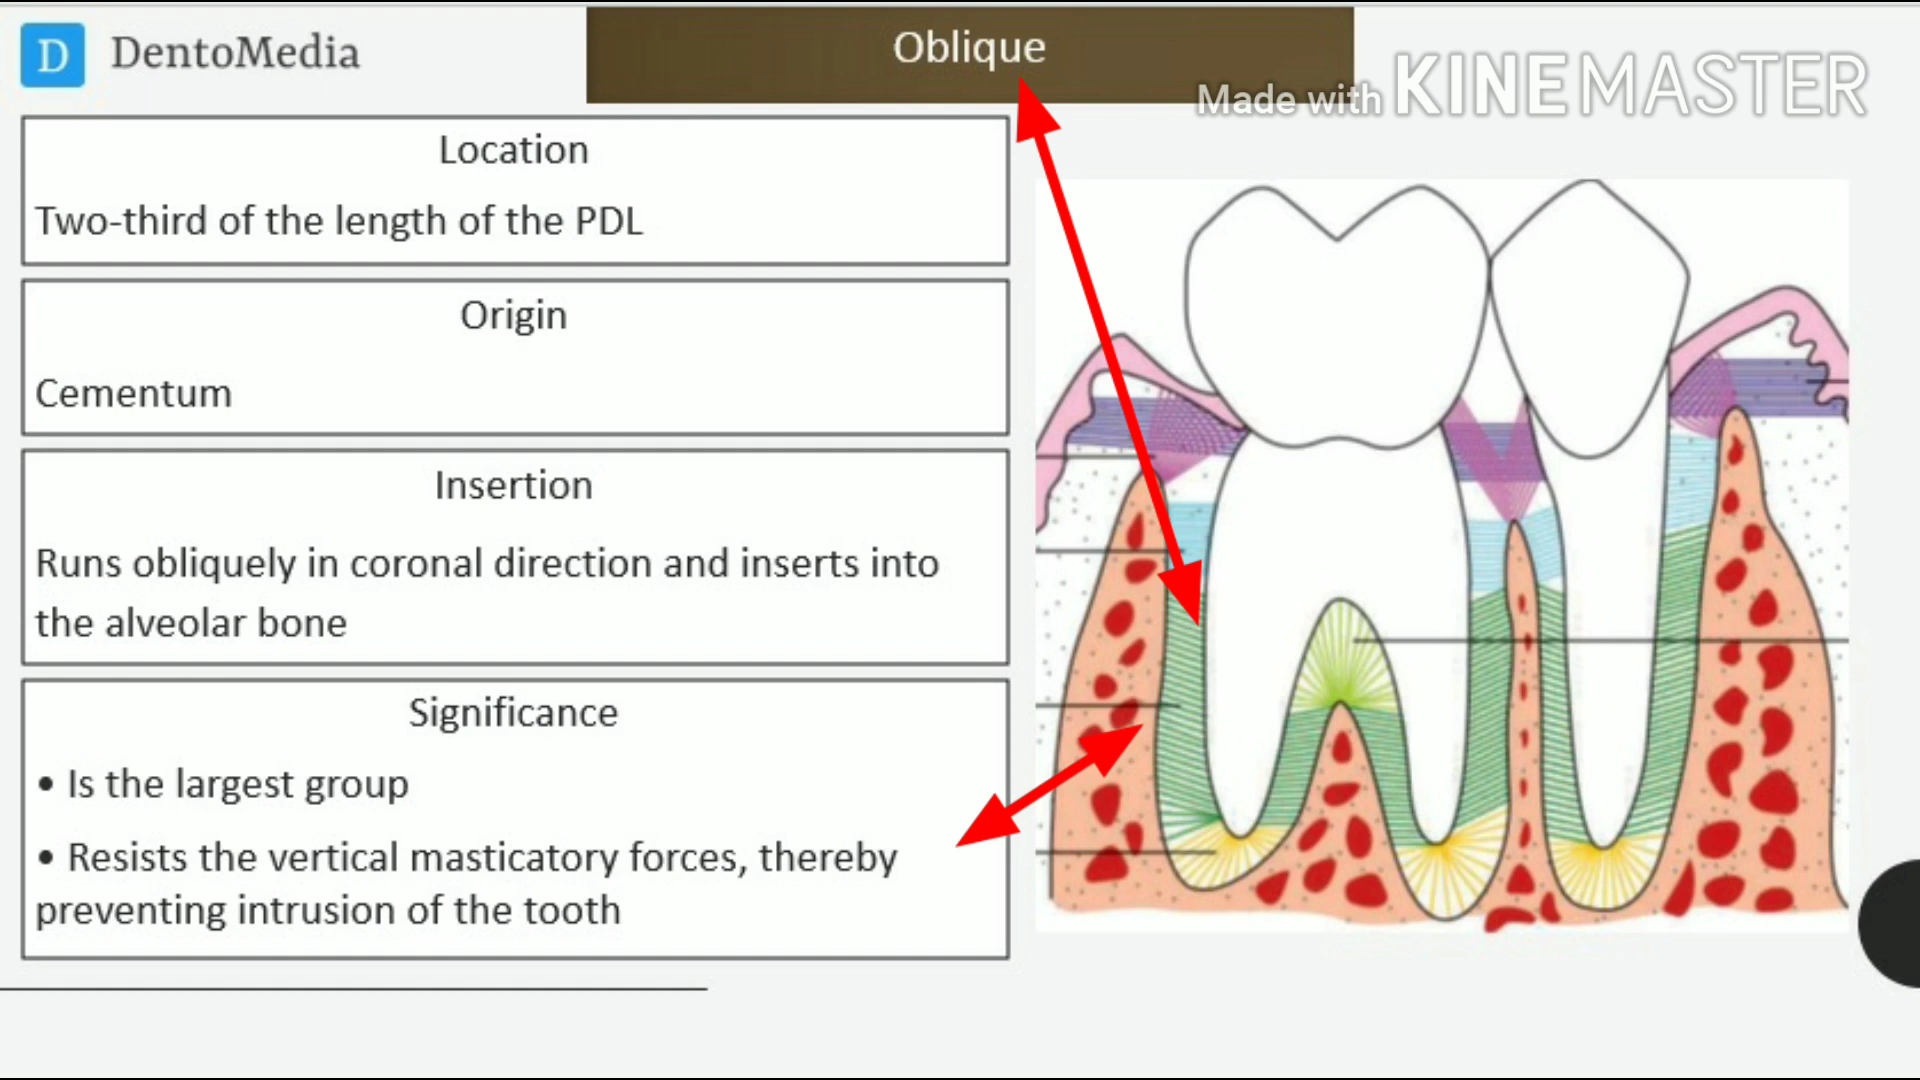 D DentoMedia
Oblique
Made with KINEMASTER
Location
Two-third of the length of the PDL
Origin
Cementum
Insertion
Runs obliquely in coronal direction and inserts into
the alveolar bone
Significance
• Is the largest group
• Resists the vertical masticatory forces, thereby
preventing intrusion of the tooth